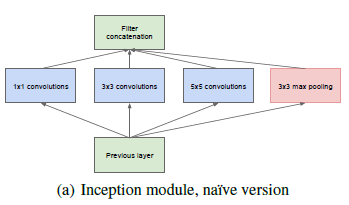 Filter
concatenation
1x1 convolutions
3x3 convolutions
5x5 convolutions
3x3 max pooling
Previous layer
(a) Inception module, naïve version